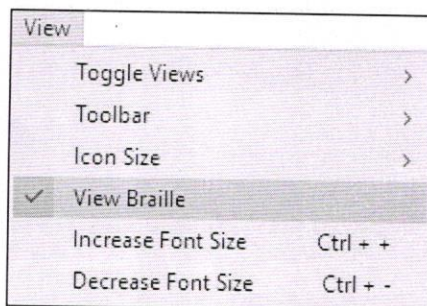 View
Toggle Views >
Toolbar >
Icon Size >
✓ View Braille
Increase Font Size Ctrl + +
Decrease Font Size Ctrl + -